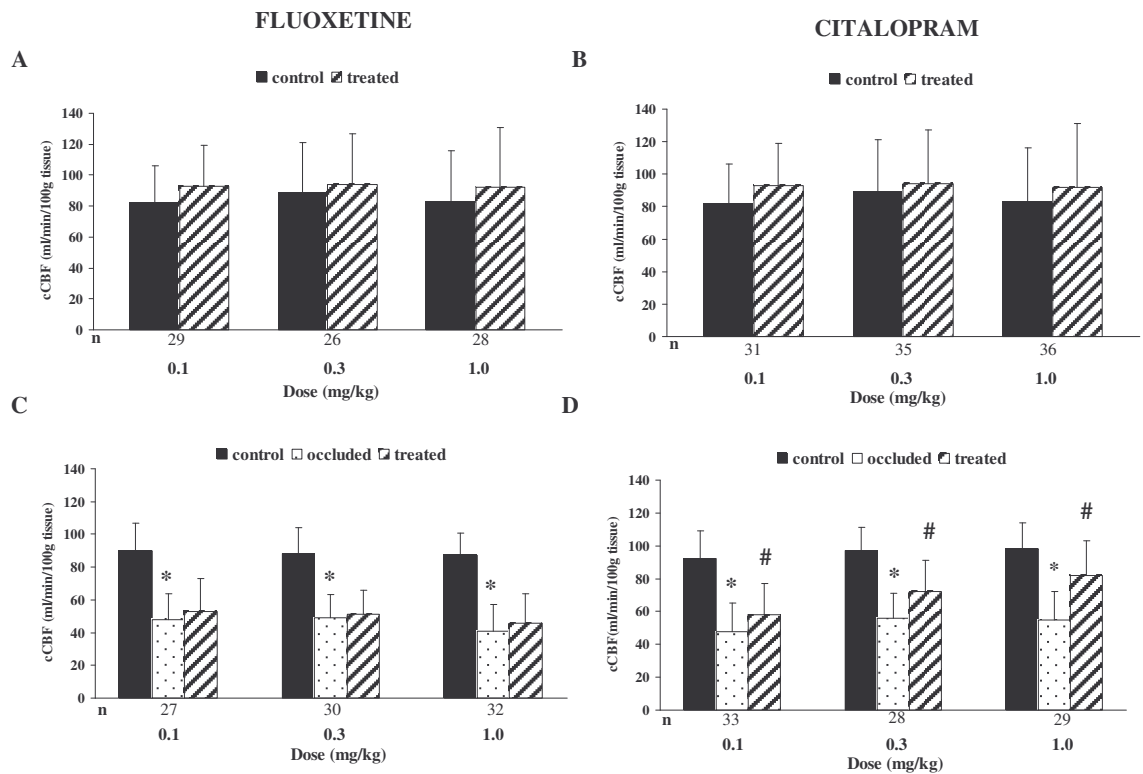 FLUOXETINE
CITALOPRAM
A
control treated
cCBF (ml/min/100g tissue)
140
120
100
80
60
40
20
0
n 29 26 28
0.1 0.3 1.0
Dose (mg/kg)
B
control treated
cCBF (ml/min/100g tissue)
140
120
100
80
60
40
20
0
n 31 35 36
0.1 0.3 1.0
Dose (mg/kg)
C
control occluded treated
cCBF (ml/min/100g tissue)
140
120
100
80
60
40
20
0
* * *
n 27 30 32
0.1 0.3 1.0
Dose (mg/kg)
D
control occluded treated
cCBF(ml/min/100g tissue)
140
120
100
80
60
40
20
0
* # * # * #
n 33 28 29
0.1 0.3 1.0
Dose (mg/kg)